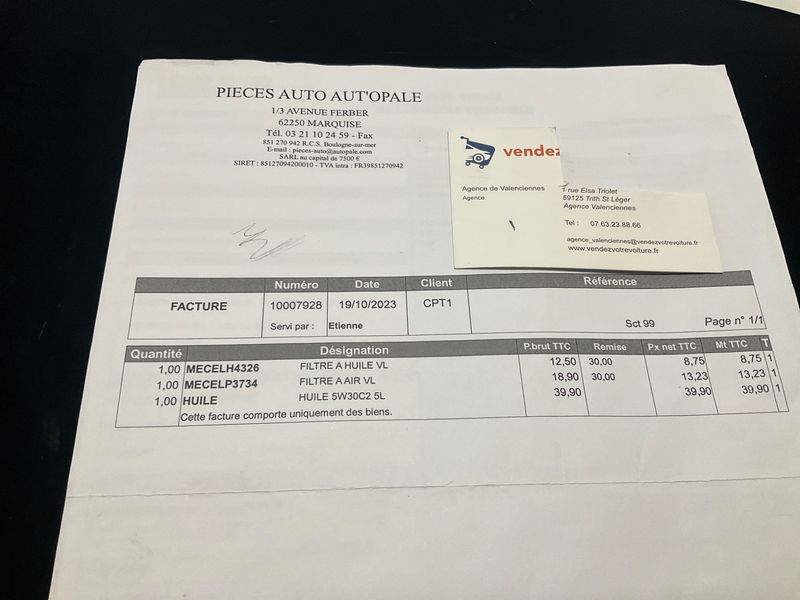 PIECES AUTO AUT'OPALE
1/3 AVENUE FERBER
62250 MARQUISE
Tél. 03 21 10 24 59 - Fax
851 270 942 R.C.S. Boulogne-sur-mer
E-mail : pieces-auto@autopale.com
SARL au capital de 7500 €
SIRET : 85127094200010 - TVA intra : FR39851270942
vendez
Agence de Valenciennes
Agence
1 rue Elsa Triolet
59125 Trith St Léger
Agence Valenciennes
Tel : 07.63.23.88.66
agence_valenciennes@vendezvotrevoiture.fr
www.vendezvotrevoiture.fr
Numéro Date Client Référence
FACTURE 10007928 19/10/2023 CPT1
Servi par : Etienne Sct 99 Page n° 1/1
Quantité Désignation P.brut TTC Remise Px net TTC Mt TTC T
1,00 MECELH4326 FILTRE A HUILE VL 12,50 30,00 8,75 8,75 1
1,00 MECELP3734 FILTRE A AIR VL 18,90 30,00 13,23 13,23 1
1,00 HUILE HUILE 5W30C2 5L 39,90 39,90 39,90 1
Cette facture comporte uniquement des biens.